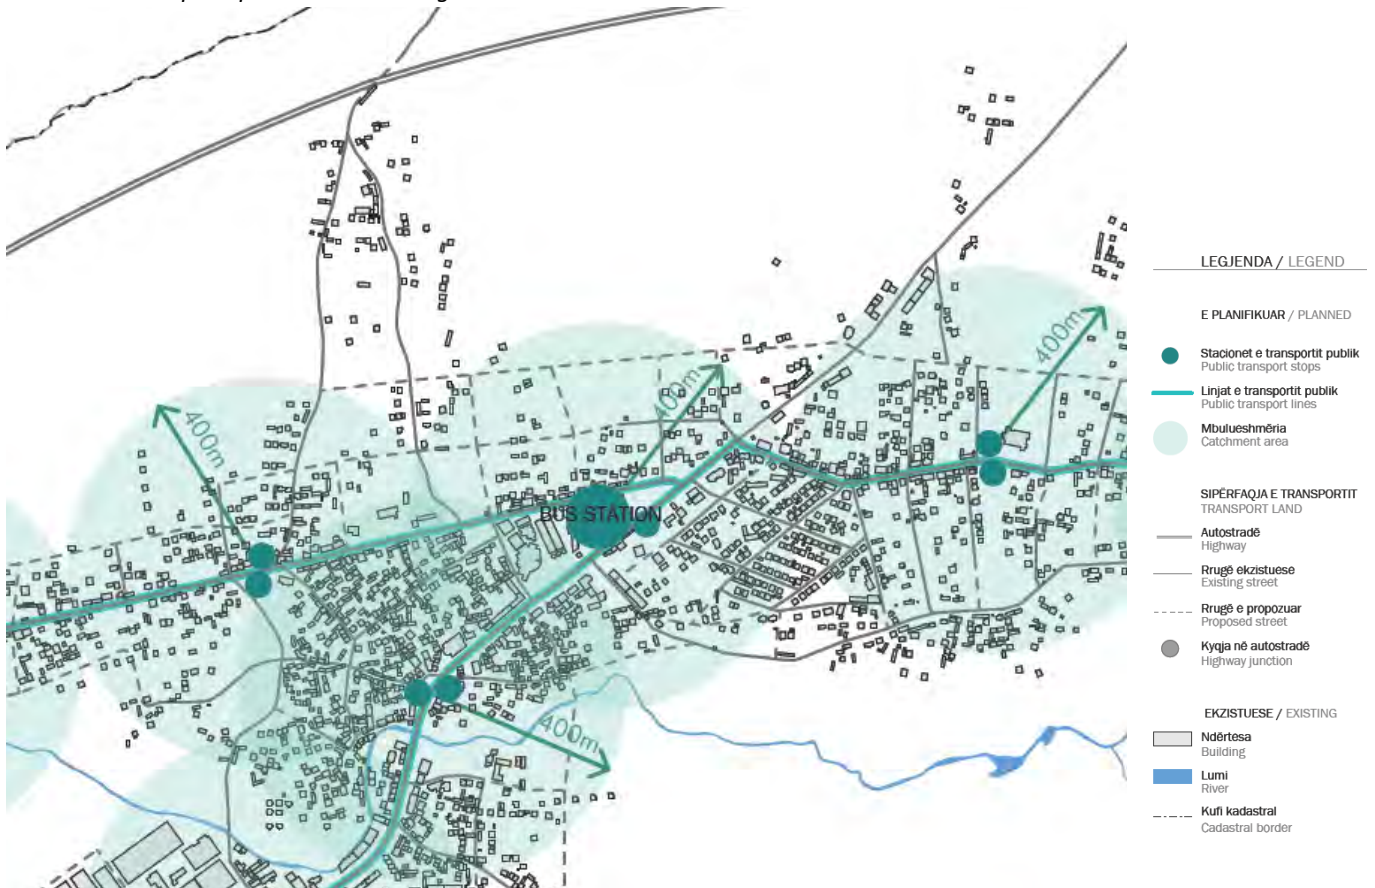 400m
400m
400m
BUS STATION
400m
LEGJENDA / LEGEND
E PLANIFIKUAR / PLANNED
Stacionet e transportit publik
Public transport stops
Linjat e transportit publik
Public transport lines
Mbulueshmëria
Catchment area
SIPËRFAQJA E TRANSPORTIT
TRANSPORT LAND
Autostradë
Highway
Rrugë ekzistuese
Existing street
Rrugë e propozuar
Proposed street
Kyqja në autostradë
Highway junction
EKZISTUESE / EXISTING
Ndërtesa
Building
Lumi
River
Kufi kadastral
Cadastral border